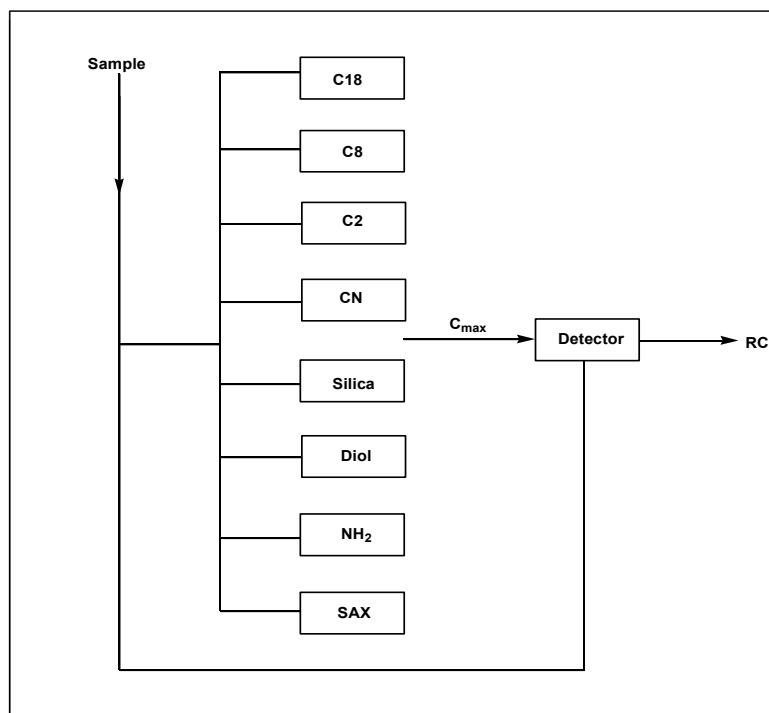 Sample
C18
C8
C2
CN
Cmax
Detector
RC
Silica
Diol
NH2
SAX